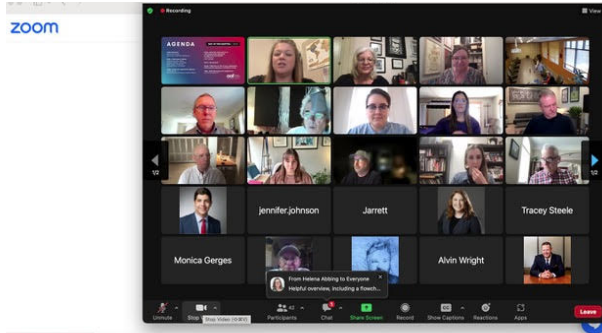 zoom
Recording
View
AGENDA
1/2
1/2
jennifer.johnson
Jarrett
Tracey Steele
Monica Gerges
Alvin Wright
From Helena Abbing to Everyone
Helpful overview, including a flowch...
42
Unmute
Stop Video
Participants
Chat
Share Screen
Record
Show Captions
Reactions
Apps
Leave